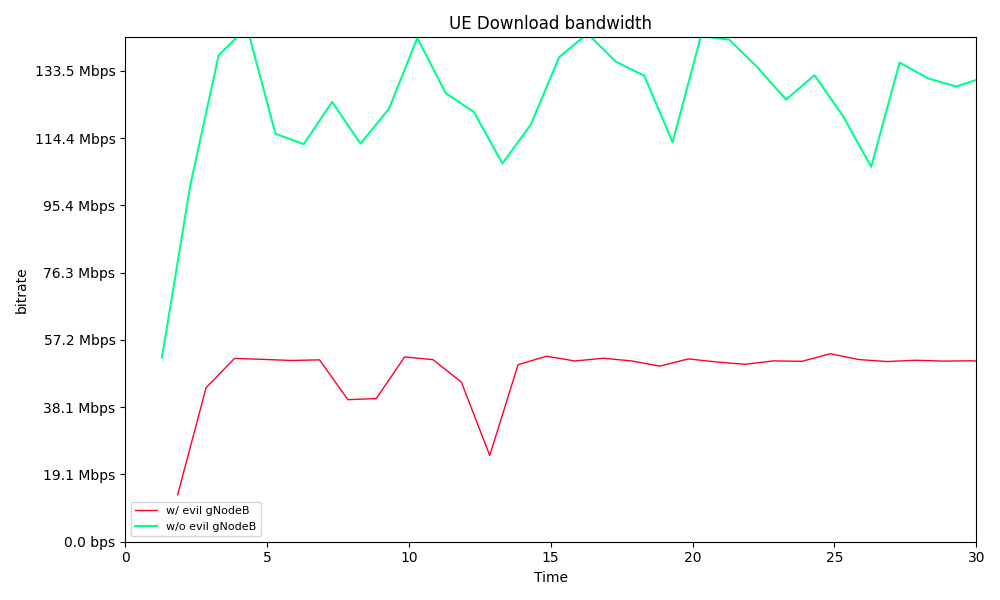 UE Download bandwidth
bitrate
133.5 Mbps
114.4 Mbps
95.4 Mbps
76.3 Mbps
57.2 Mbps
38.1 Mbps
19.1 Mbps
0.0 bps
w/ evil gNodeB
w/o evil gNodeB
0 5 10 15 20 25 30
Time